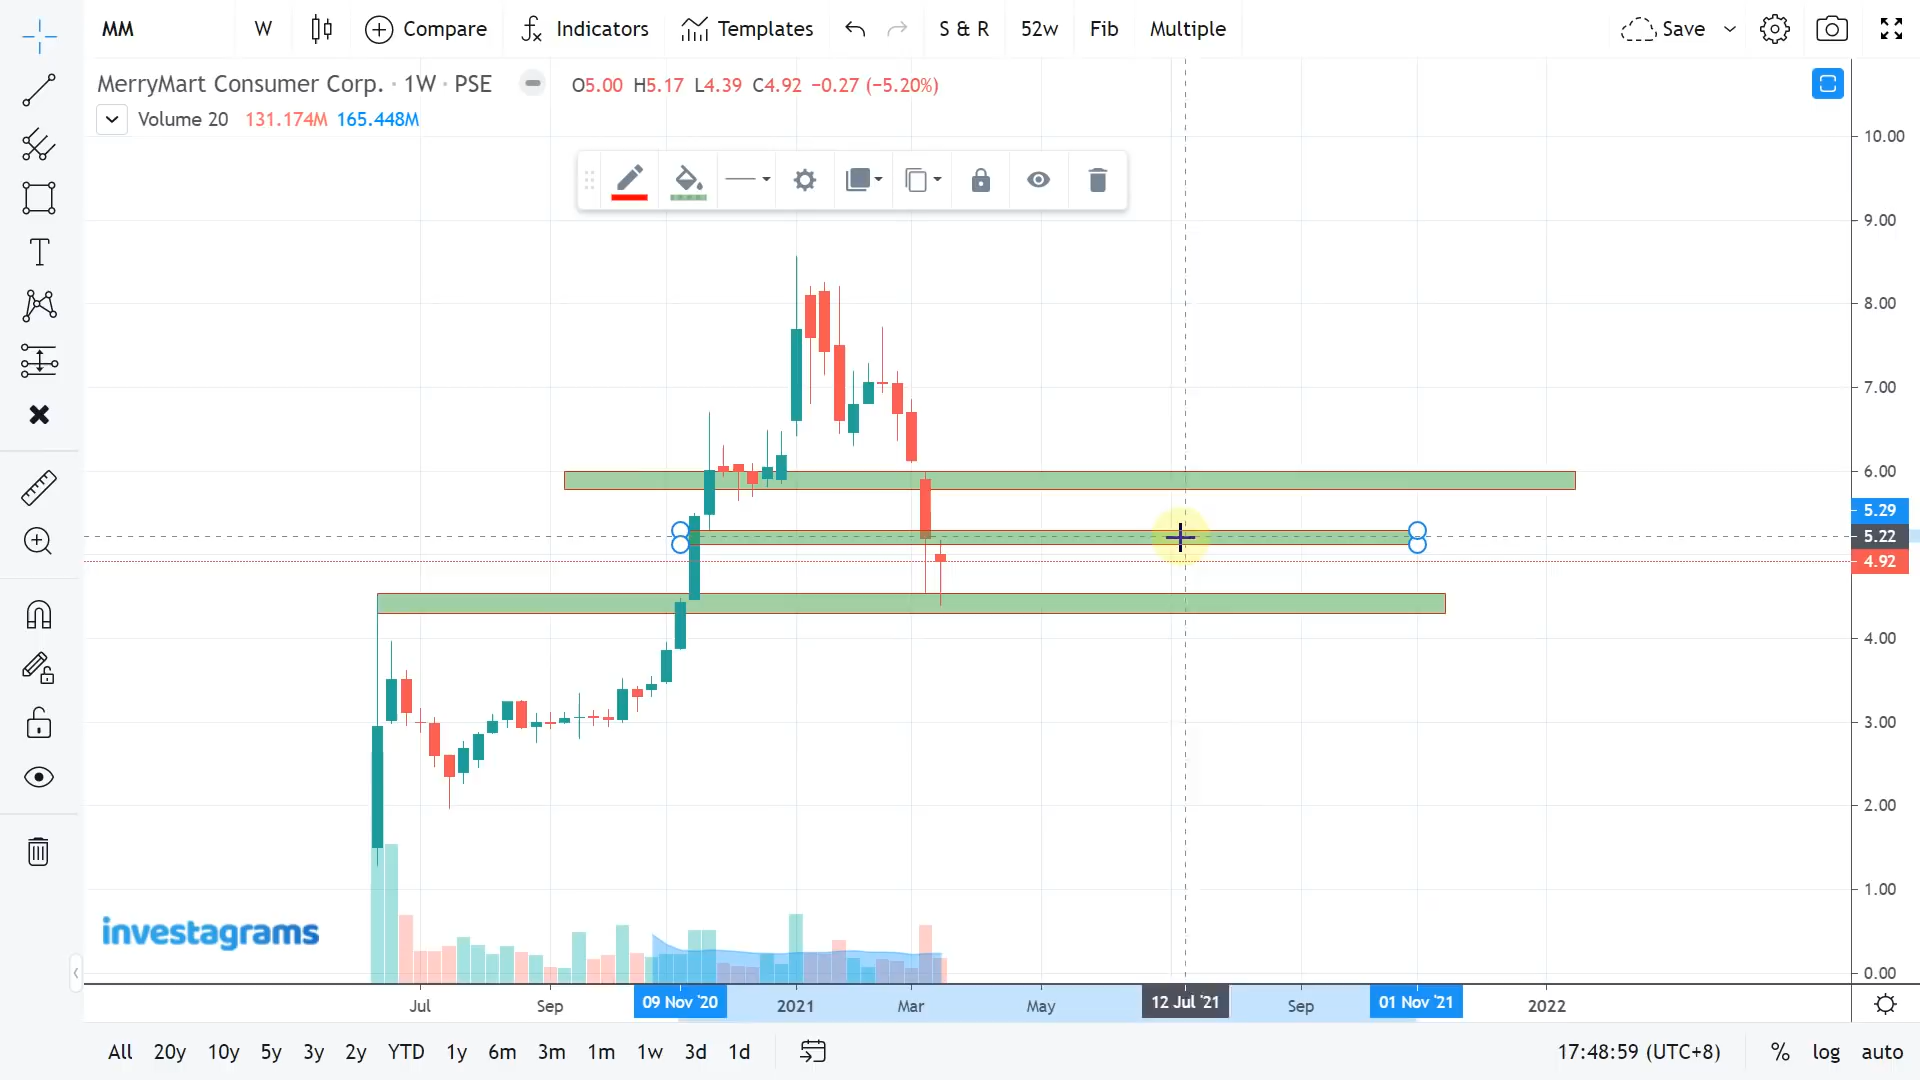 MM W Compare Indicators Templates S & R 52w Fib Multiple Save
MerryMart Consumer Corp. · 1W · PSE O5.00 H5.17 L4.39 C4.92 −0.27 (−5.20%)
Volume 20 131.174M 165.448M
10.00
9.00
8.00
7.00
6.00
5.29
5.22
4.92
4.00
3.00
2.00
1.00
0.00
investagrams
Jul Sep 09 Nov '20 2021 Mar May 12 Jul '21 Sep 01 Nov '21 2022
All 20y 10y 5y 3y 2y YTD 1y 6m 3m 1m 1w 3d 1d 17:48:59 (UTC+8) % log auto